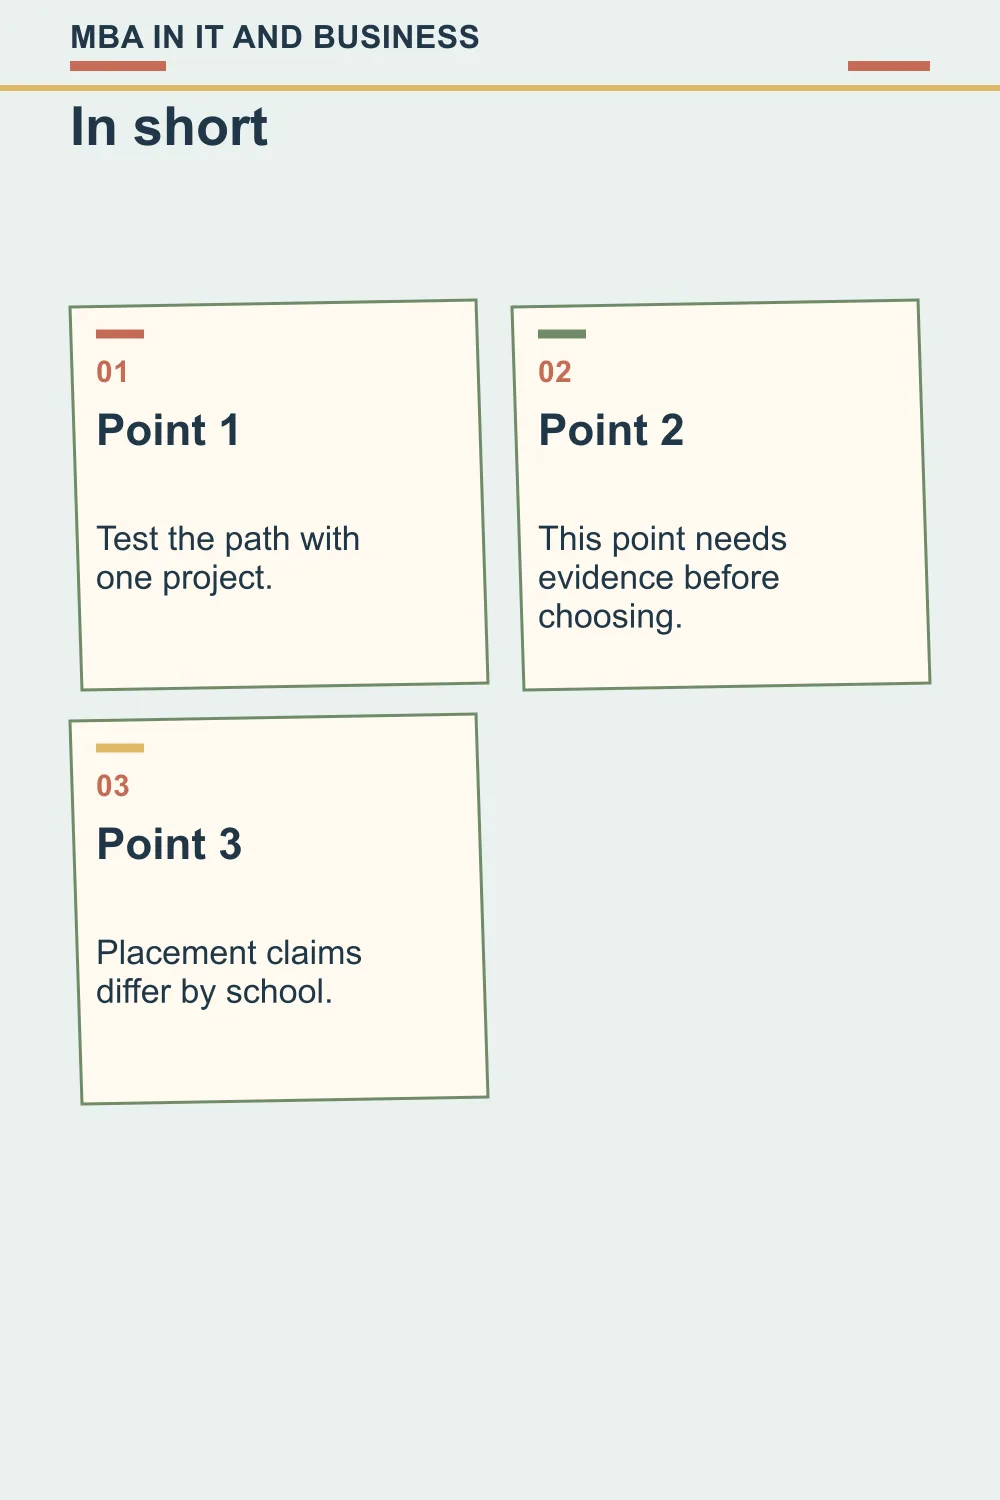 MBA IN IT AND BUSINESS
In short
01
Point 1
Test the path with
one project.
02
Point 2
This point needs
evidence before
choosing.
03
Point 3
Placement claims
differ by school.